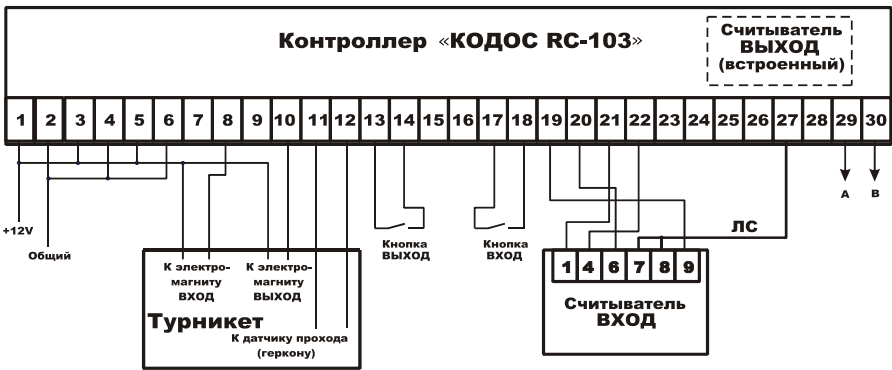 Контроллер «КОДОС RC-103»
Считыватель
ВЫХОД
(встроенный)
1 2 3 4 5 6 7 8 9 10 11 12 13 14 15 16 17 18 19 20 21 22 23 24 25 26 27 28 29 30
+12V
Общий
Кнопка
ВЫХОД
Кнопка
ВХОД
ЛС
А
В
К электро-
магниту
ВХОД
К электро-
магниту
ВЫХОД
Турникет
К датчику прохода
(геркону)
1 4 6 7 8 9
Считыватель
ВХОД